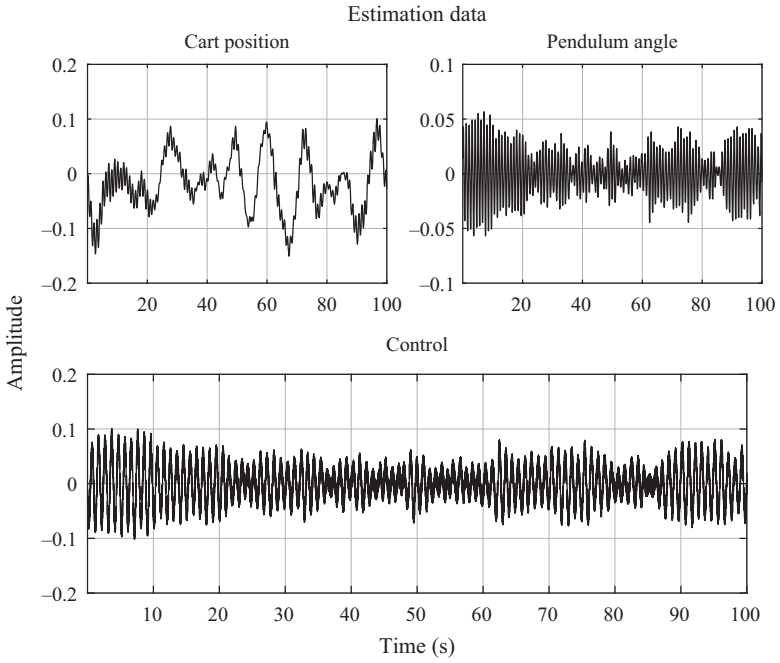 Estimation data
Cart position
Pendulum angle
0.2
0.1
0
–0.1
–0.2
20 40 60 80 100
0.1
0.05
0
–0.05
–0.1
20 40 60 80 100
Amplitude
Control
0.2
0.1
0
–0.1
–0.2
10 20 30 40 50 60 70 80 90 100
Time (s)